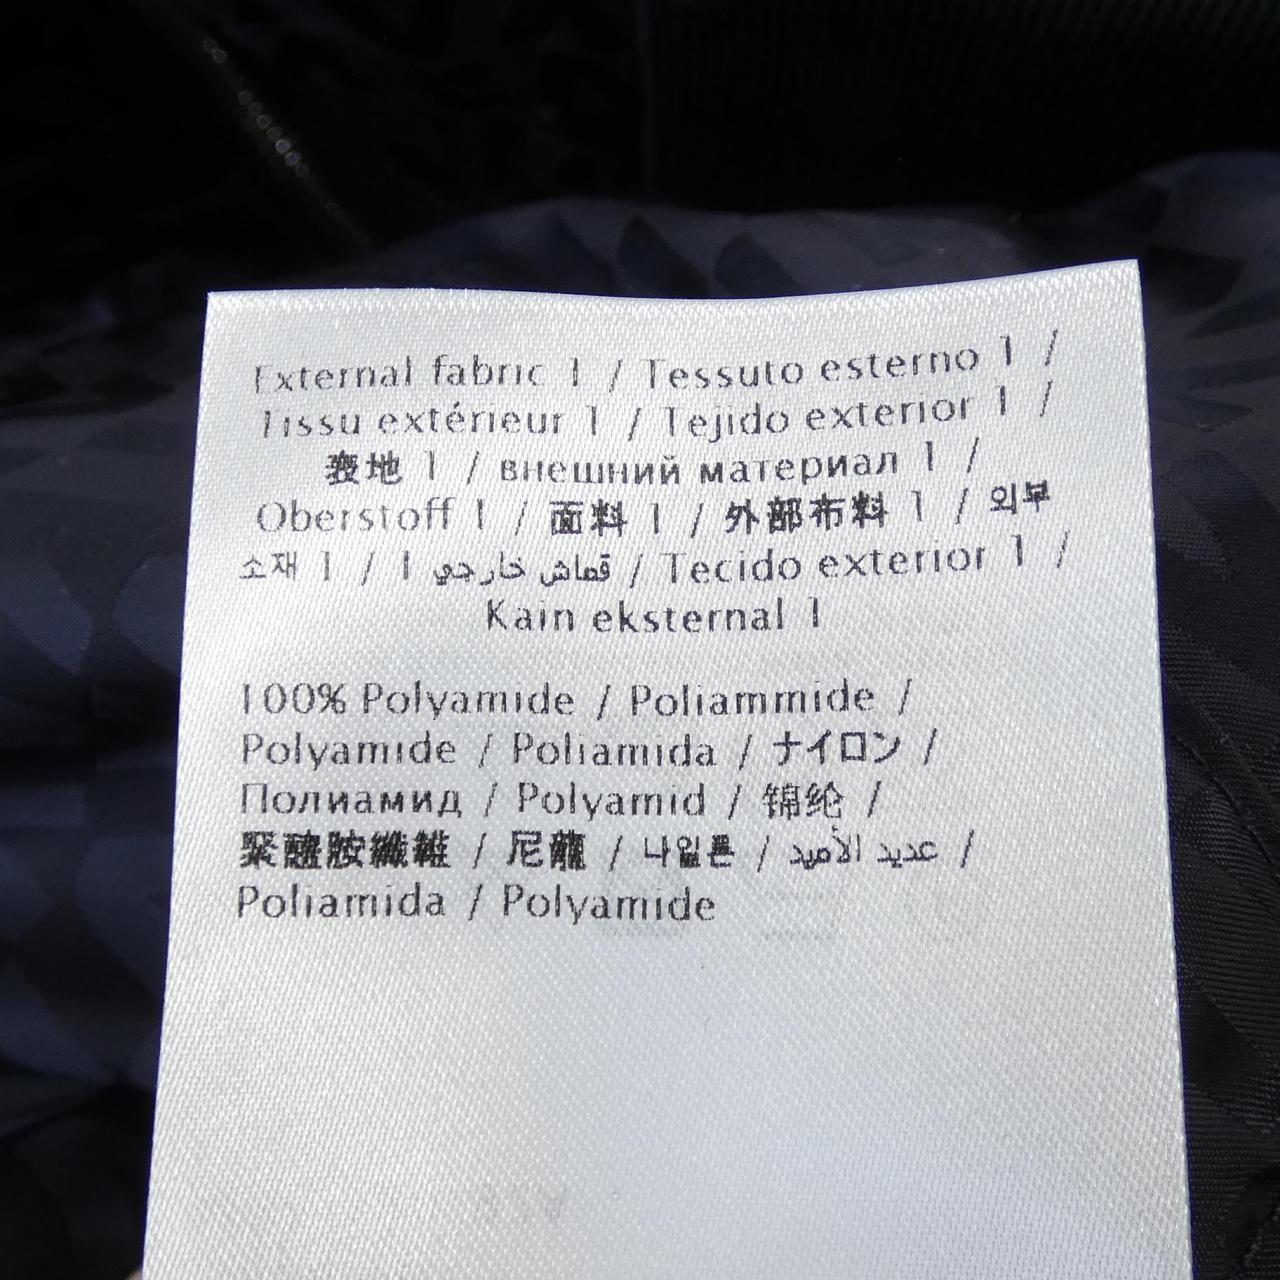 External fabric 1 / Tessuto esterno 1 /
Tissu extérieur 1 / Tejido exterior 1 /
表地 1 / внешний материал 1 /
Oberstoff 1 / 面料 1 / 外部布料 1 / 외부
소재 1 / قماش خارجي 1 / Tecido exterior 1 /
Kain eksternal 1
100% Polyamide / Poliammide /
Polyamide / Poliamida / ナイロン /
Полиамид / Polyamid / 锦纶 /
聚醯胺纖維 / 尼龍 / 나일론 / عديد الأميد /
Poliamida / Polyamide